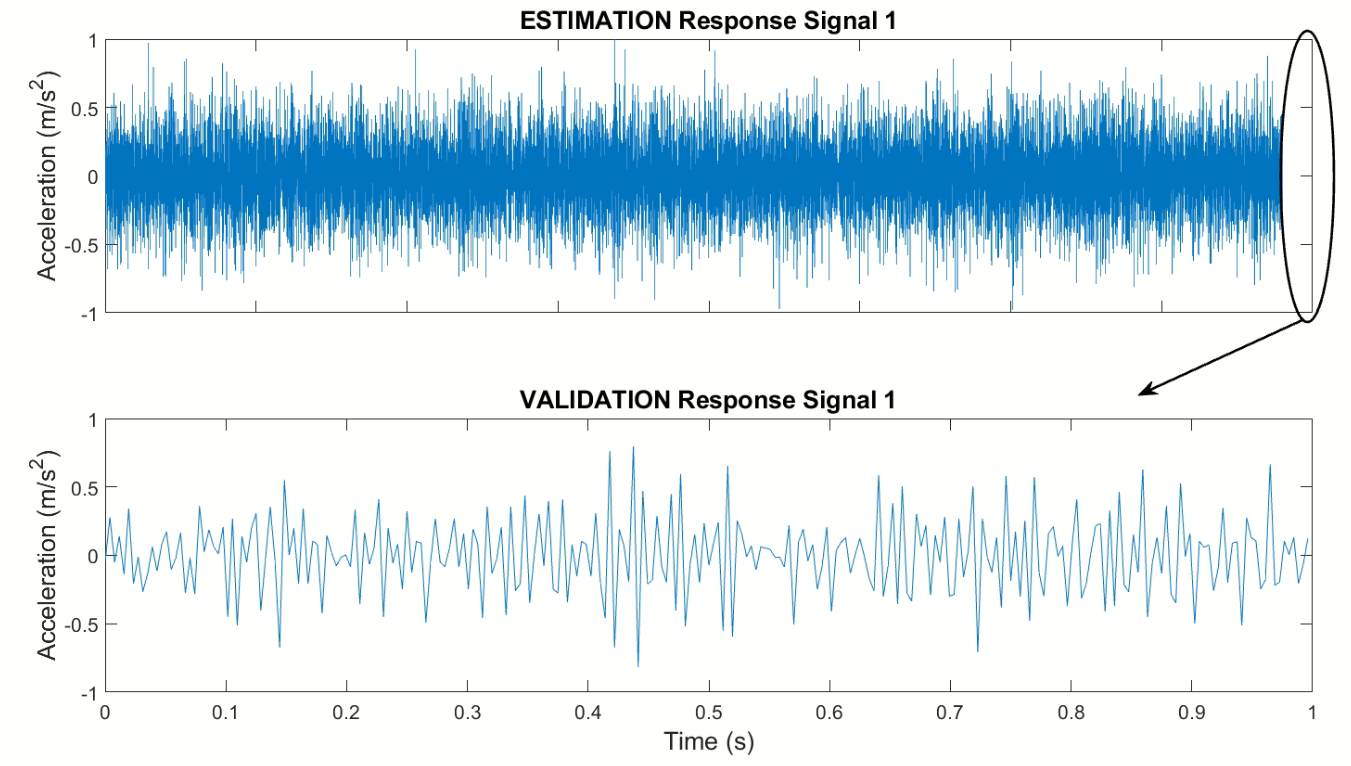 ESTIMATION Response Signal 1
1
0.5
0
-0.5
-1
Acceleration (m/s²)
VALIDATION Response Signal 1
1
0.5
0
-0.5
-1
Acceleration (m/s²)
0 0.1 0.2 0.3 0.4 0.5 0.6 0.7 0.8 0.9 1
Time (s)